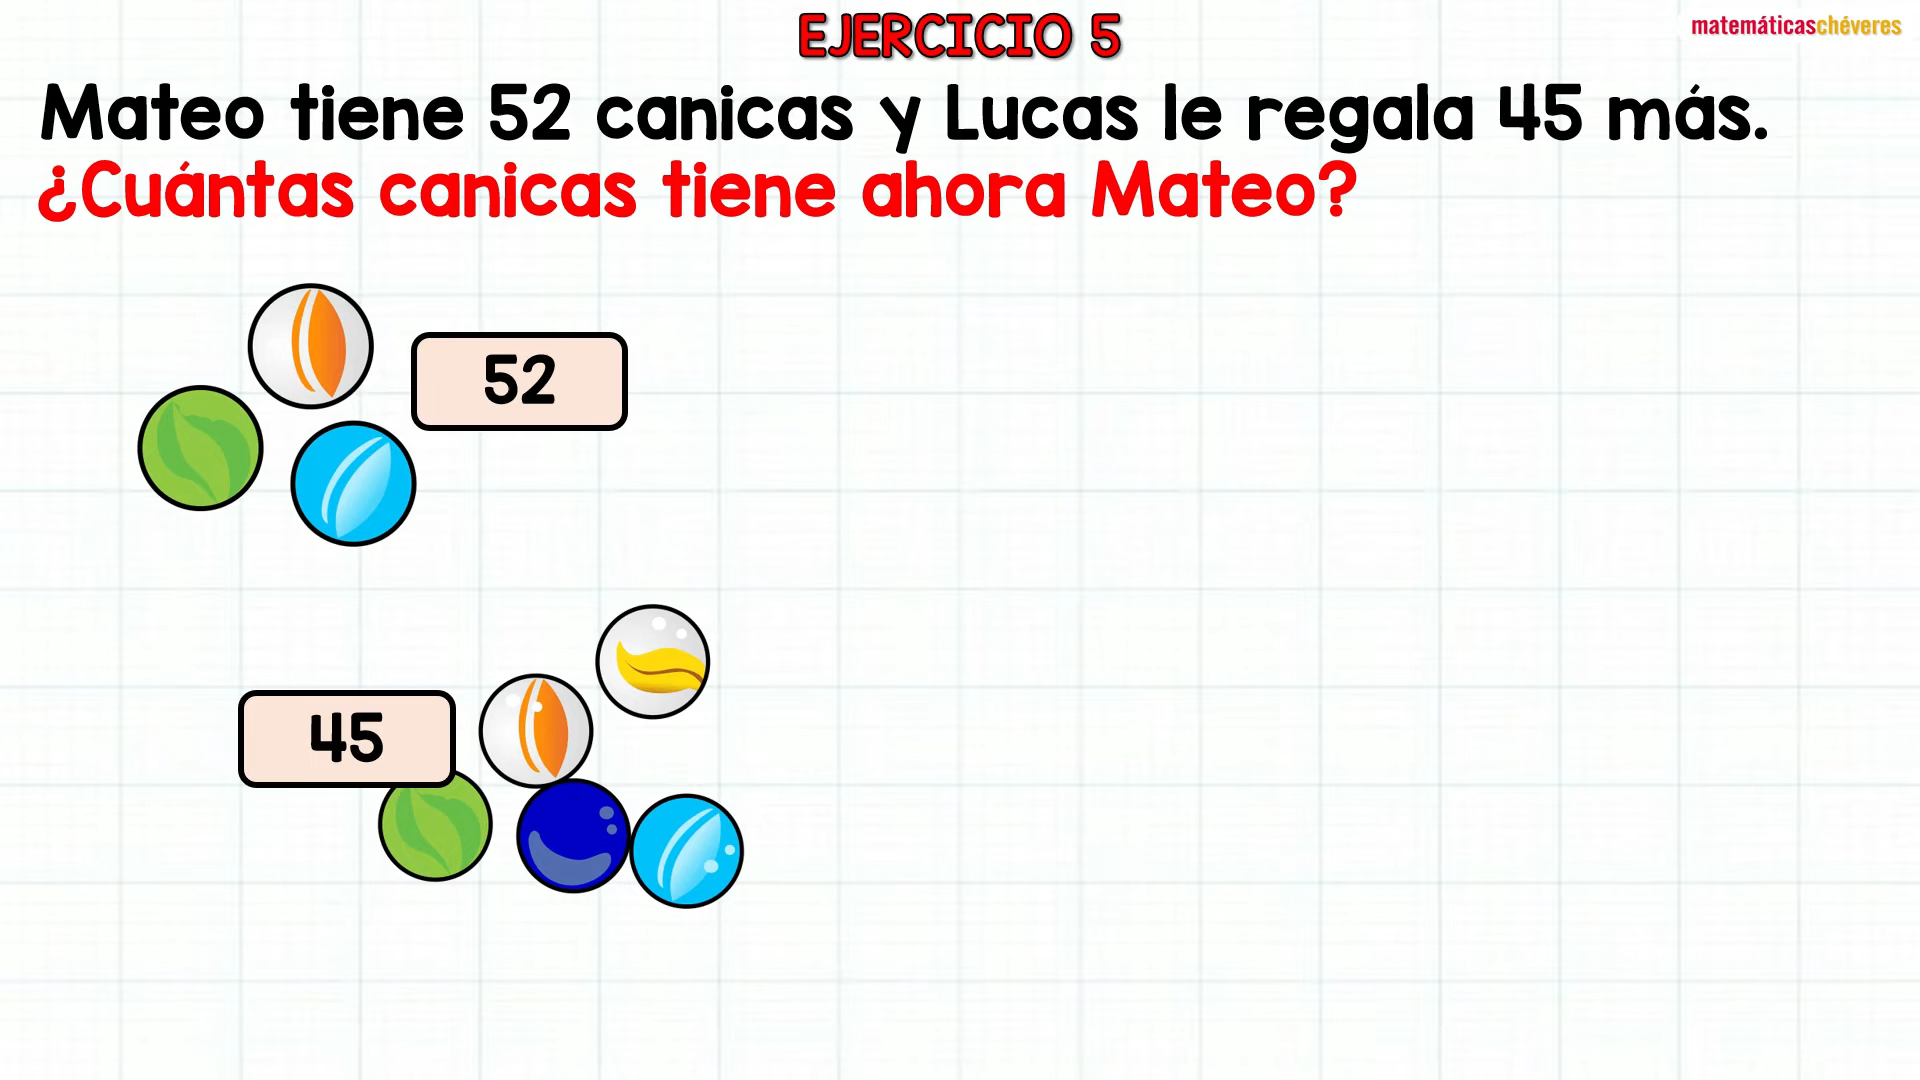 EJERCICIO 5
matemáticaschéveres
Mateo tiene 52 canicas y Lucas le regala 45 más.
¿Cuántas canicas tiene ahora Mateo?
52
45